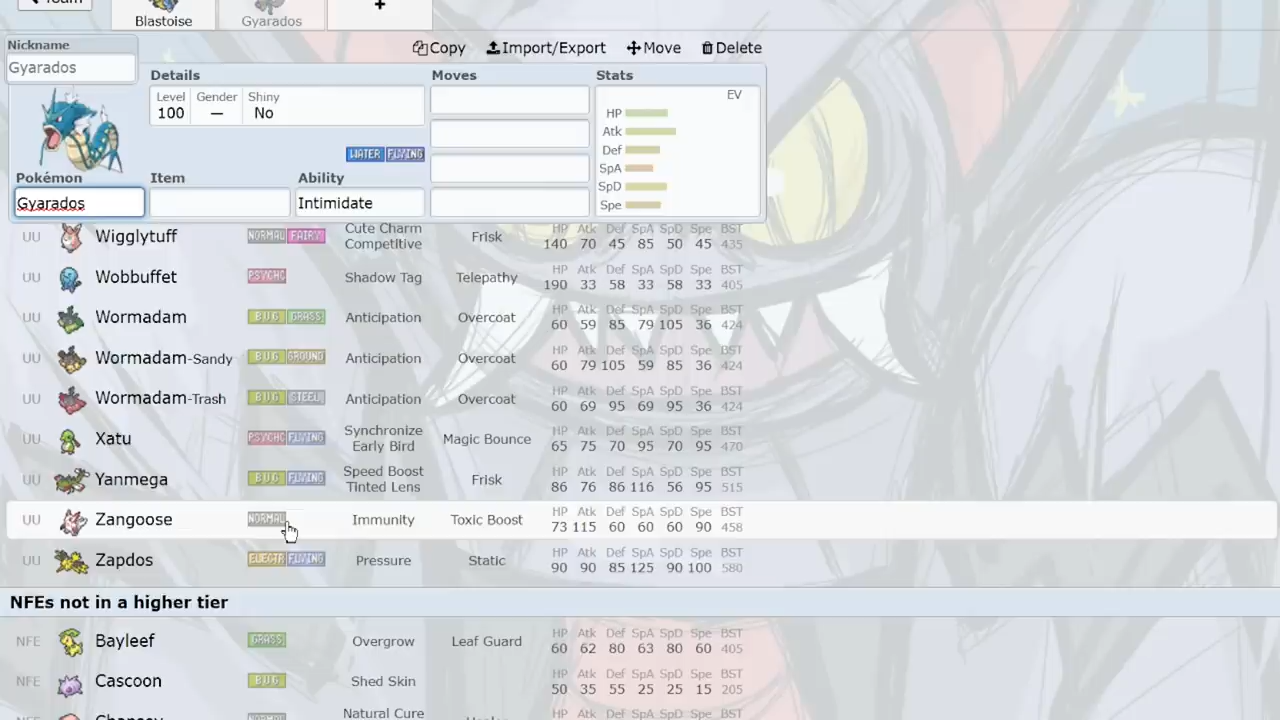 Team
Blastoise
Gyarados
+
Nickname
Gyarados
Copy Import/Export Move Delete
Details
Level Gender Shiny
100 — No
WATER FLYING
Moves
Stats
EV
HP
Atk
Def
SpA
SpD
Spe
Pokémon Item Ability
Gyarados Intimidate
UU Wigglytuff NORMAL FAIRY Cute Charm Competitive Frisk HP 140 Atk 70 Def 45 SpA 85 SpD 50 Spe 45 BST 435
UU Wobbuffet PSYCHC Shadow Tag Telepathy HP 190 Atk 33 Def 58 SpA 33 SpD 58 Spe 33 BST 405
UU Wormadam BUG GRASS Anticipation Overcoat HP 60 Atk 59 Def 85 SpA 79 SpD 105 Spe 36 BST 424
UU Wormadam-Sandy BUG GROUND Anticipation Overcoat HP 60 Atk 79 Def 105 SpA 59 SpD 85 Spe 36 BST 424
UU Wormadam-Trash BUG STEEL Anticipation Overcoat HP 60 Atk 69 Def 95 SpA 69 SpD 95 Spe 36 BST 424
UU Xatu PSYCHC FLYING Synchronize Early Bird Magic Bounce HP 65 Atk 75 Def 70 SpA 95 SpD 70 Spe 95 BST 470
UU Yanmega BUG FLYING Speed Boost Tinted Lens Frisk HP 86 Atk 76 Def 86 SpA 116 SpD 56 Spe 95 BST 515
UU Zangoose NORMAL Immunity Toxic Boost HP 73 Atk 115 Def 60 SpA 60 SpD 60 Spe 90 BST 458
UU Zapdos ELECTR FLYING Pressure Static HP 90 Atk 90 Def 85 SpA 125 SpD 90 Spe 100 BST 580
NFEs not in a higher tier
NFE Bayleef GRASS Overgrow Leaf Guard HP 60 Atk 62 Def 80 SpA 63 SpD 80 Spe 60 BST 405
NFE Cascoon BUG Shed Skin HP 50 Atk 35 Def 55 SpA 25 SpD 25 Spe 15 BST 205
Natural Cure HP Atk Def SpA SpD Spe BST